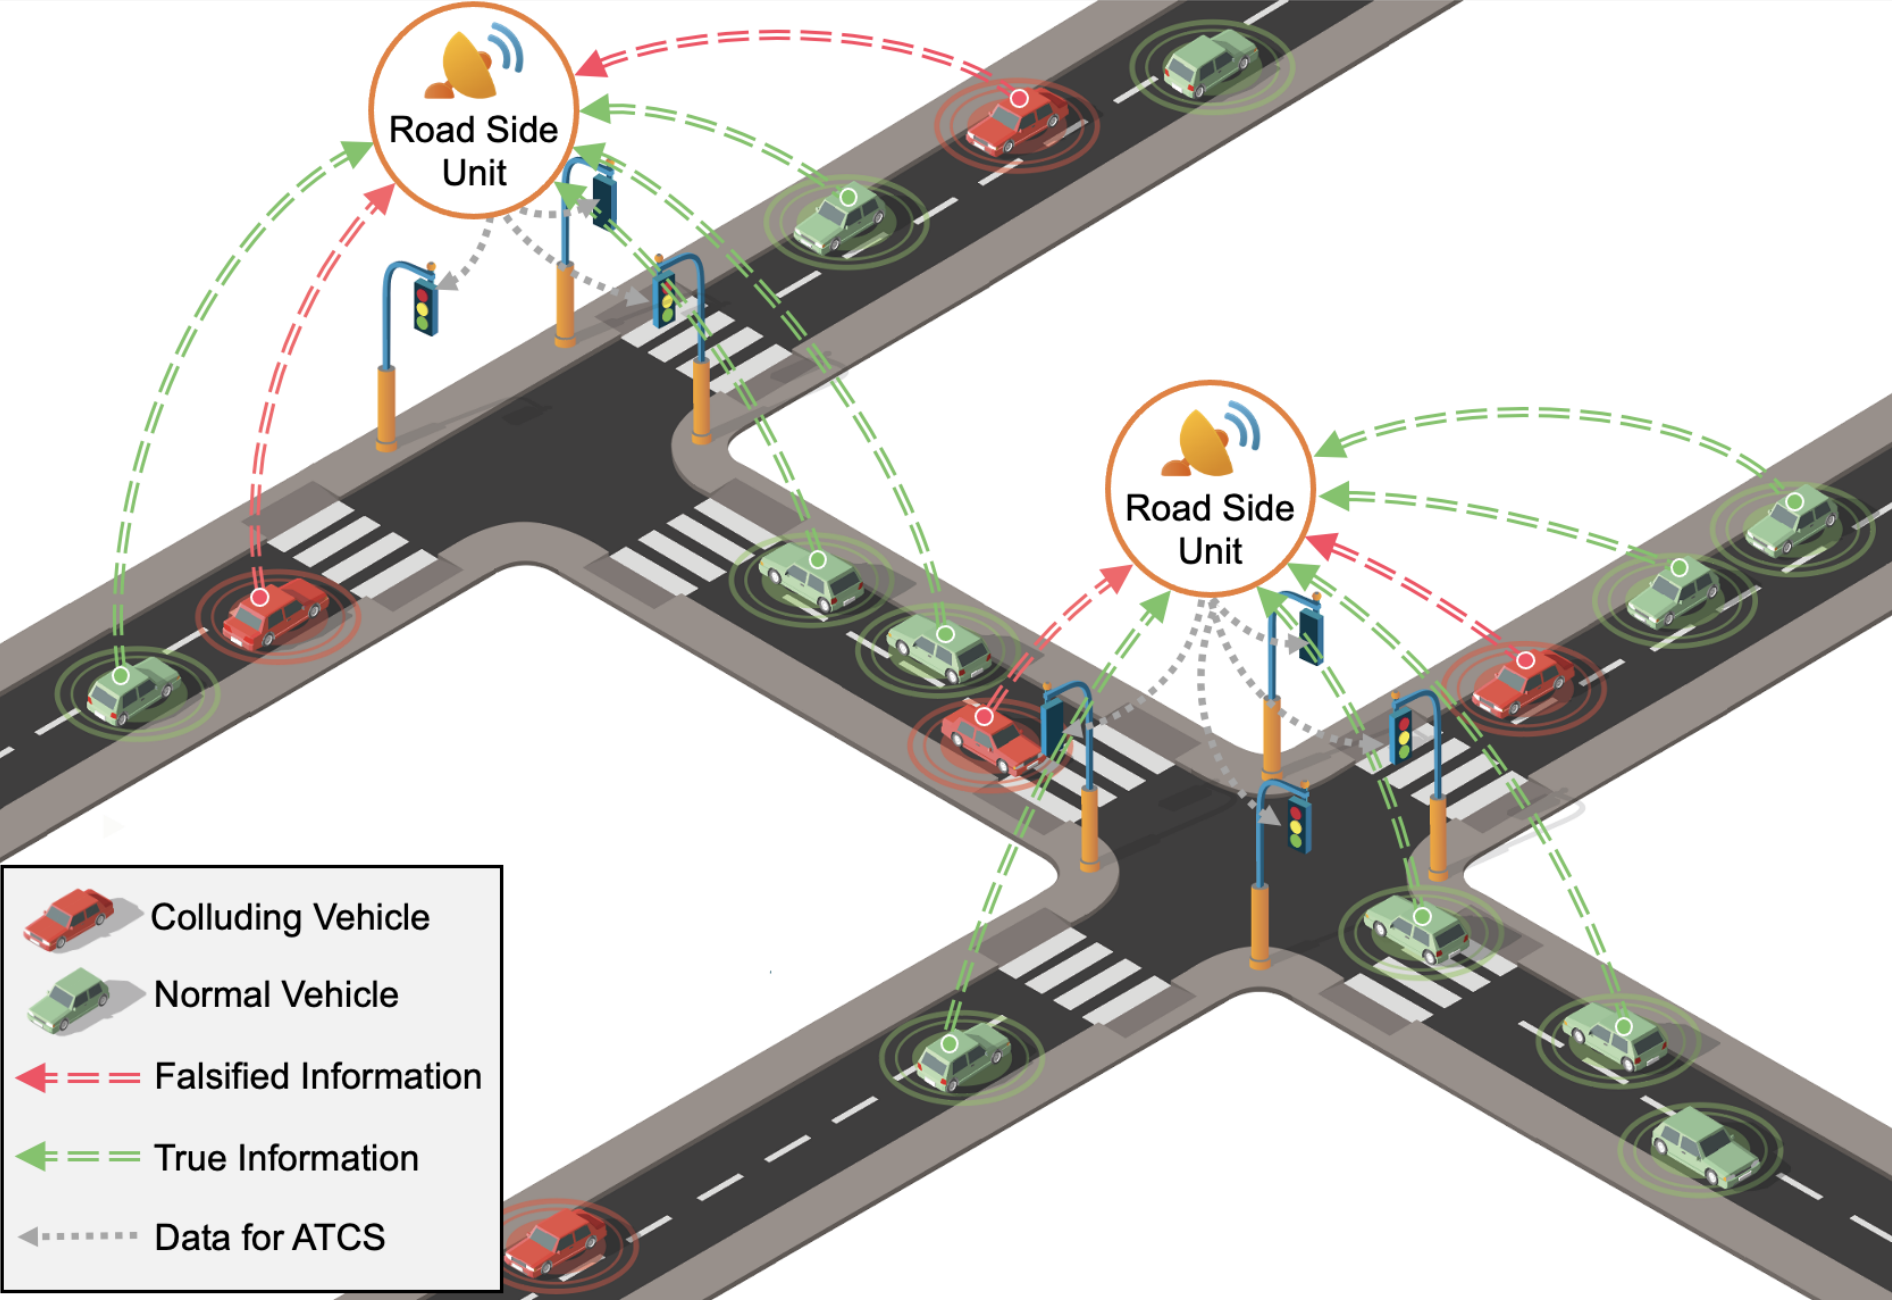 Road Side
Unit
Road Side
Unit
Colluding Vehicle
Normal Vehicle
Falsified Information
True Information
Data for ATCS